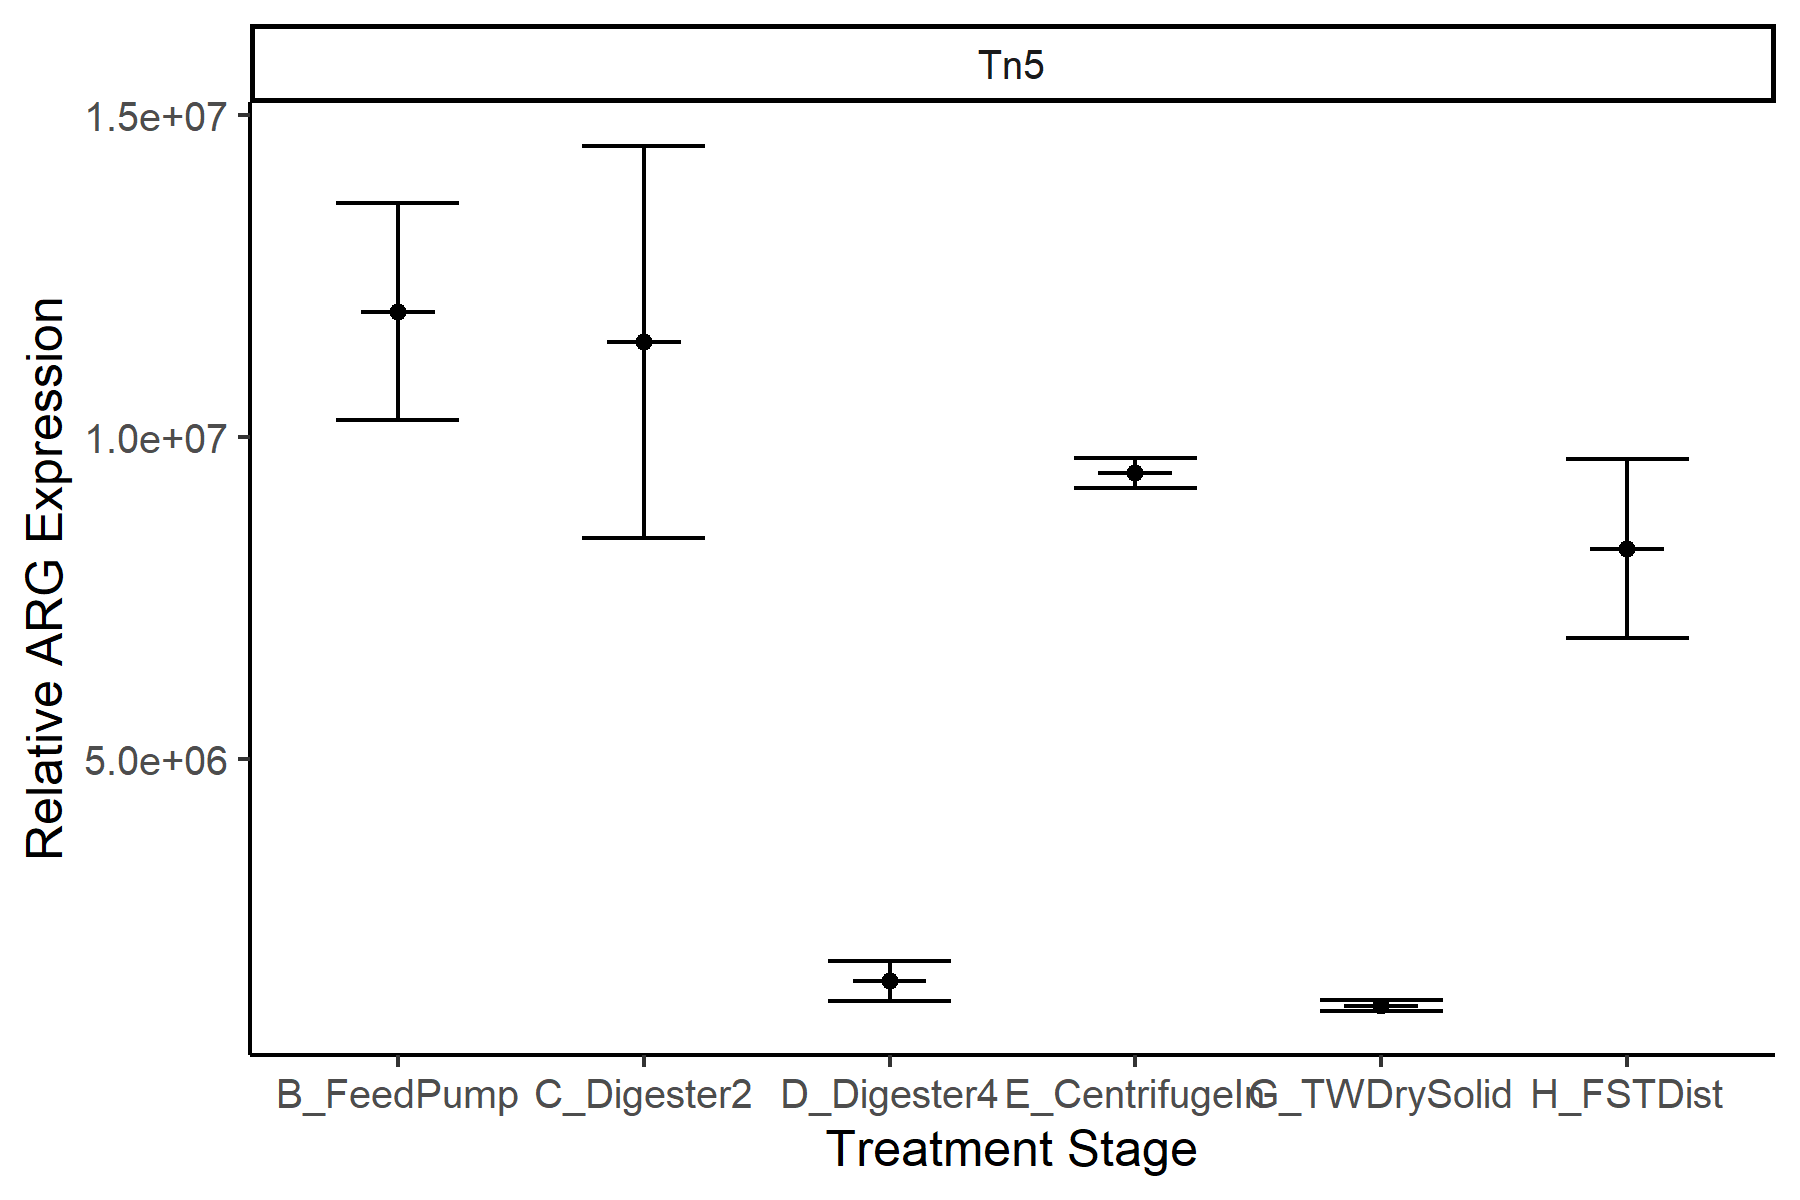 Tn5
1.5e+07
1.0e+07
5.0e+06
Relative ARG Expression
B_FeedPump C_Digester2 D_Digester4 E_CentrifugeIn G_TWDrySolid H_FSTDist
Treatment Stage